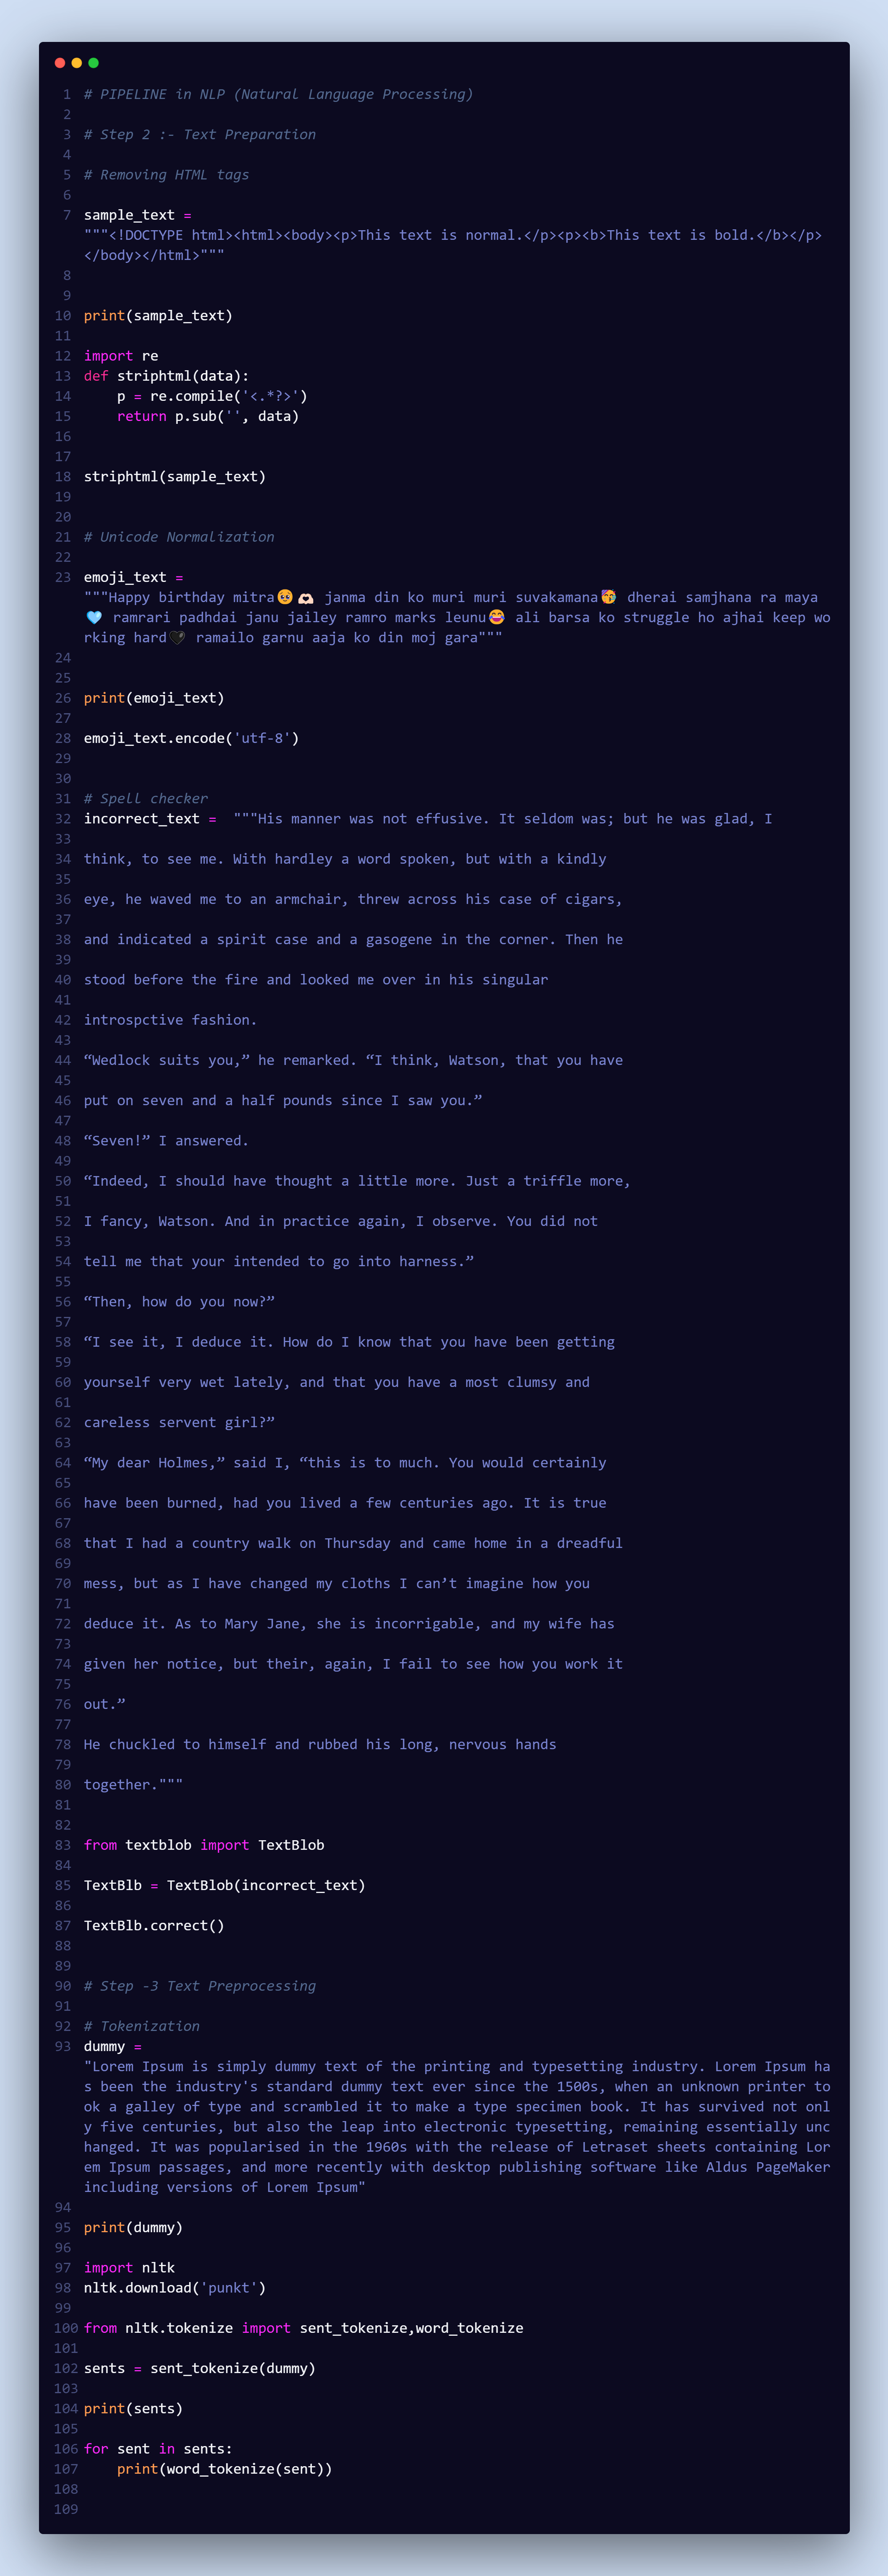 1 # PIPELINE in NLP (Natural Language Processing)
2
3 # Step 2 :- Text Preparation
4
5 # Removing HTML tags
6
7 sample_text =
"""<!DOCTYPE html><html><body><p>This text is normal.</p><p><b>This text is bold.</b></p>
</body></html>"""
8
9
10 print(sample_text)
11
12 import re
13 def striphtml(data):
14     p = re.compile('<.*?>')
15     return p.sub('', data)
16
17
18 striphtml(sample_text)
19
20
21 # Unicode Normalization
22
23 emoji_text =
"""Happy birthday mitra🥺🫶🏻 janma din ko muri muri suvakamana🥳 dherai samjhana ra maya
🩵 ramrari padhdai janu jailey ramro marks leunu😂 ali barsa ko struggle ho ajhai keep wo
rking hard🖤 ramailo garnu aaja ko din moj gara"""
24
25
26 print(emoji_text)
27
28 emoji_text.encode('utf-8')
29
30
31 # Spell checker
32 incorrect_text =  """His manner was not effusive. It seldom was; but he was glad, I
33
34 think, to see me. With hardley a word spoken, but with a kindly
35
36 eye, he waved me to an armchair, threw across his case of cigars,
37
38 and indicated a spirit case and a gasogene in the corner. Then he
39
40 stood before the fire and looked me over in his singular
41
42 introspctive fashion.
43
44 “Wedlock suits you,” he remarked. “I think, Watson, that you have
45
46 put on seven and a half pounds since I saw you.”
47
48 “Seven!” I answered.
49
50 “Indeed, I should have thought a little more. Just a triffle more,
51
52 I fancy, Watson. And in practice again, I observe. You did not
53
54 tell me that your intended to go into harness.”
55
56 “Then, how do you now?”
57
58 “I see it, I deduce it. How do I know that you have been getting
59
60 yourself very wet lately, and that you have a most clumsy and
61
62 careless servent girl?”
63
64 “My dear Holmes,” said I, “this is to much. You would certainly
65
66 have been burned, had you lived a few centuries ago. It is true
67
68 that I had a country walk on Thursday and came home in a dreadful
69
70 mess, but as I have changed my cloths I can’t imagine how you
71
72 deduce it. As to Mary Jane, she is incorrigable, and my wife has
73
74 given her notice, but their, again, I fail to see how you work it
75
76 out.”
77
78 He chuckled to himself and rubbed his long, nervous hands
79
80 together."""
81
82
83 from textblob import TextBlob
84
85 TextBlb = TextBlob(incorrect_text)
86
87 TextBlb.correct()
88
89
90 # Step -3 Text Preprocessing
91
92 # Tokenization
93 dummy =
"Lorem Ipsum is simply dummy text of the printing and typesetting industry. Lorem Ipsum ha
s been the industry's standard dummy text ever since the 1500s, when an unknown printer to
ok a galley of type and scrambled it to make a type specimen book. It has survived not onl
y five centuries, but also the leap into electronic typesetting, remaining essentially unc
hanged. It was popularised in the 1960s with the release of Letraset sheets containing Lor
em Ipsum passages, and more recently with desktop publishing software like Aldus PageMaker
including versions of Lorem Ipsum"
94
95 print(dummy)
96
97 import nltk
98 nltk.download('punkt')
99
100 from nltk.tokenize import sent_tokenize,word_tokenize
101
102 sents = sent_tokenize(dummy)
103
104 print(sents)
105
106 for sent in sents:
107     print(word_tokenize(sent))
108
109